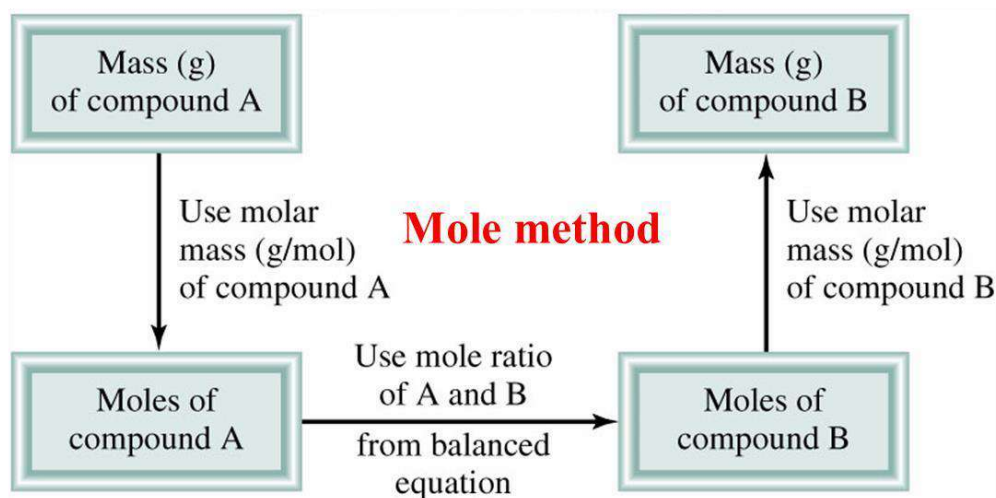 Mass (g)
of compound A
Mass (g)
of compound B
Use molar
mass (g/mol)
of compound A
Mole method
Use molar
mass (g/mol)
of compound B
Moles of
compound A
Use mole ratio
of A and B
from balanced
equation
Moles of
compound B